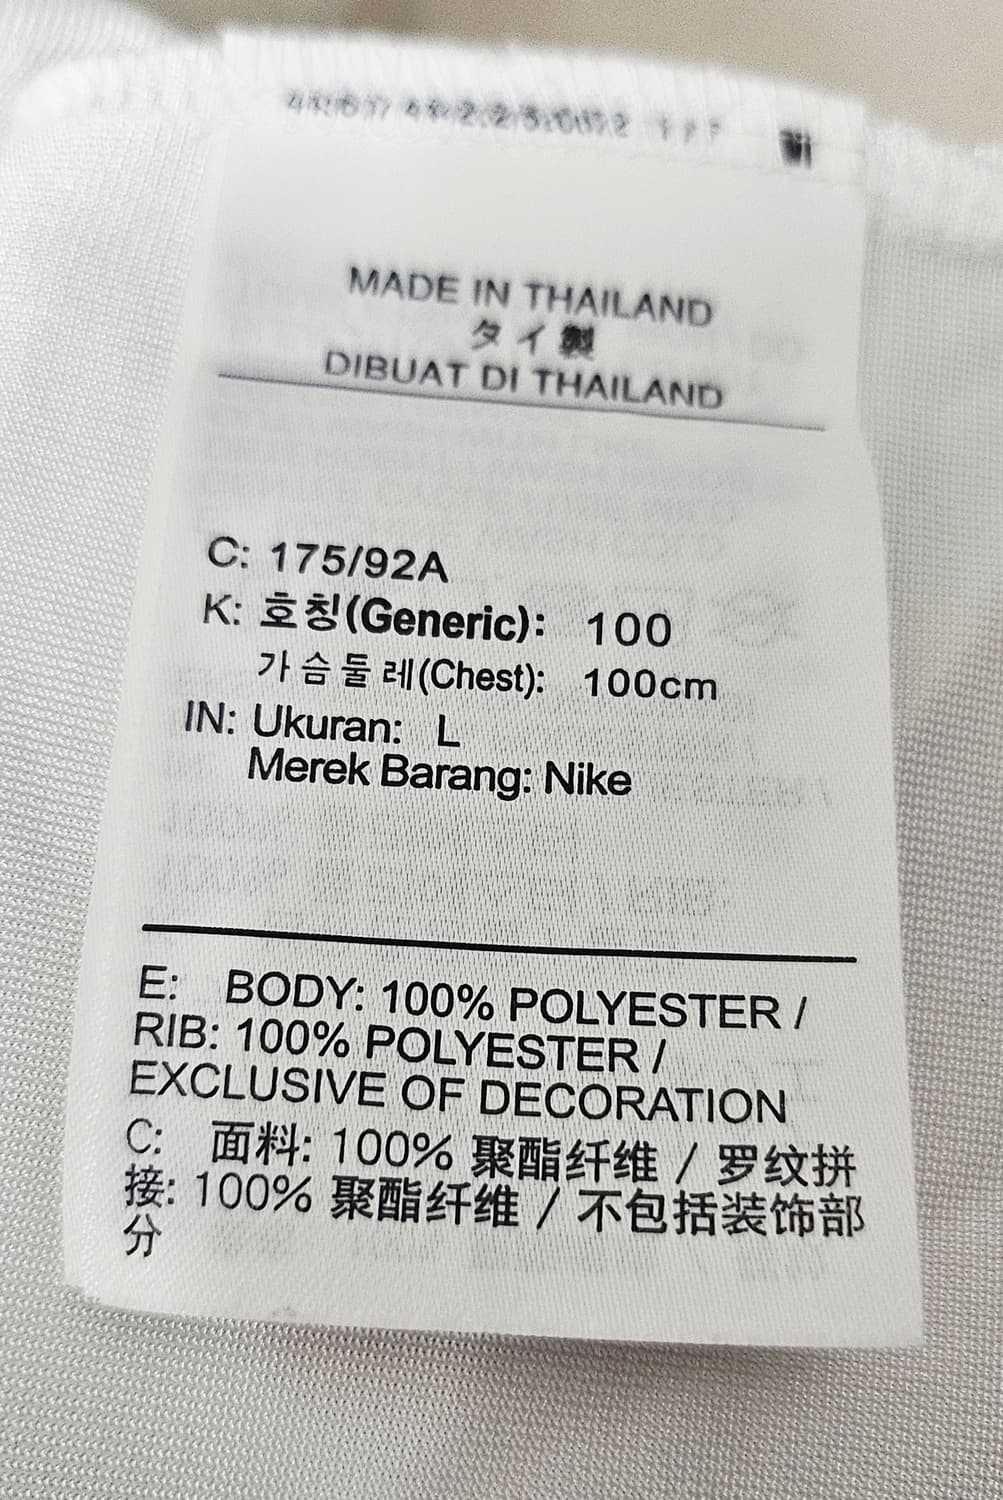 MADE IN THAILAND
タイ製
DIBUAT DI THAILAND
C: 175/92A
K: 호칭(Generic): 100
가슴둘레(Chest): 100cm
IN: Ukuran: L
Merek Barang: Nike
E: BODY: 100% POLYESTER /
RIB: 100% POLYESTER /
EXCLUSIVE OF DECORATION
C: 面料: 100% 聚酯纤维 / 罗纹拼
接: 100% 聚酯纤维 / 不包括装饰部
分